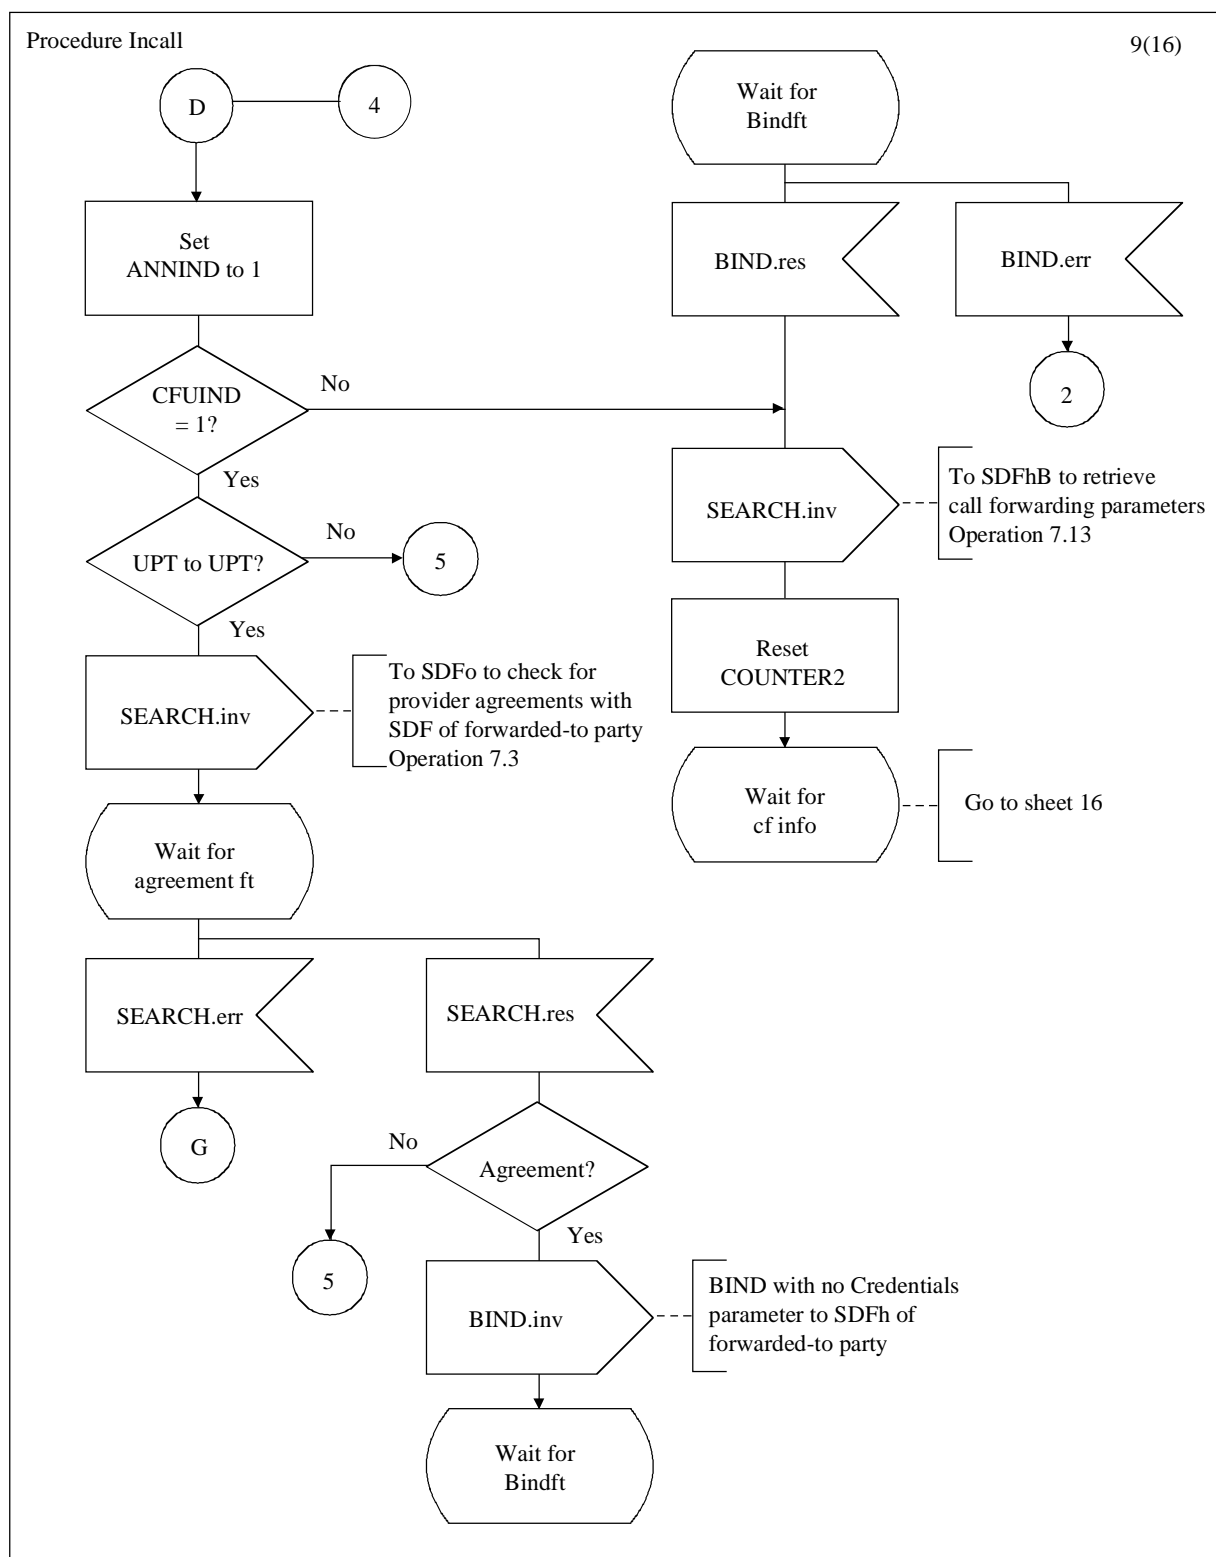 Procedure Incall
9(16)
D
4
Set
ANNIND to 1
CFUIND
= 1?
No
Yes
UPT to UPT?
No
5
Yes
SEARCH.inv
To SDFo to check for
provider agreements with
SDF of forwarded-to party
Operation 7.3
Wait for
agreement ft
SEARCH.err
SEARCH.res
G
No
Agreement?
Yes
5
BIND.inv
BIND with no Credentials
parameter to SDFh of
forwarded-to party
Wait for
Bindft
Wait for
Bindft
BIND.res
BIND.err
2
SEARCH.inv
To SDFhB to retrieve
call forwarding parameters
Operation 7.13
Reset
COUNTER2
Wait for
cf info
Go to sheet 16